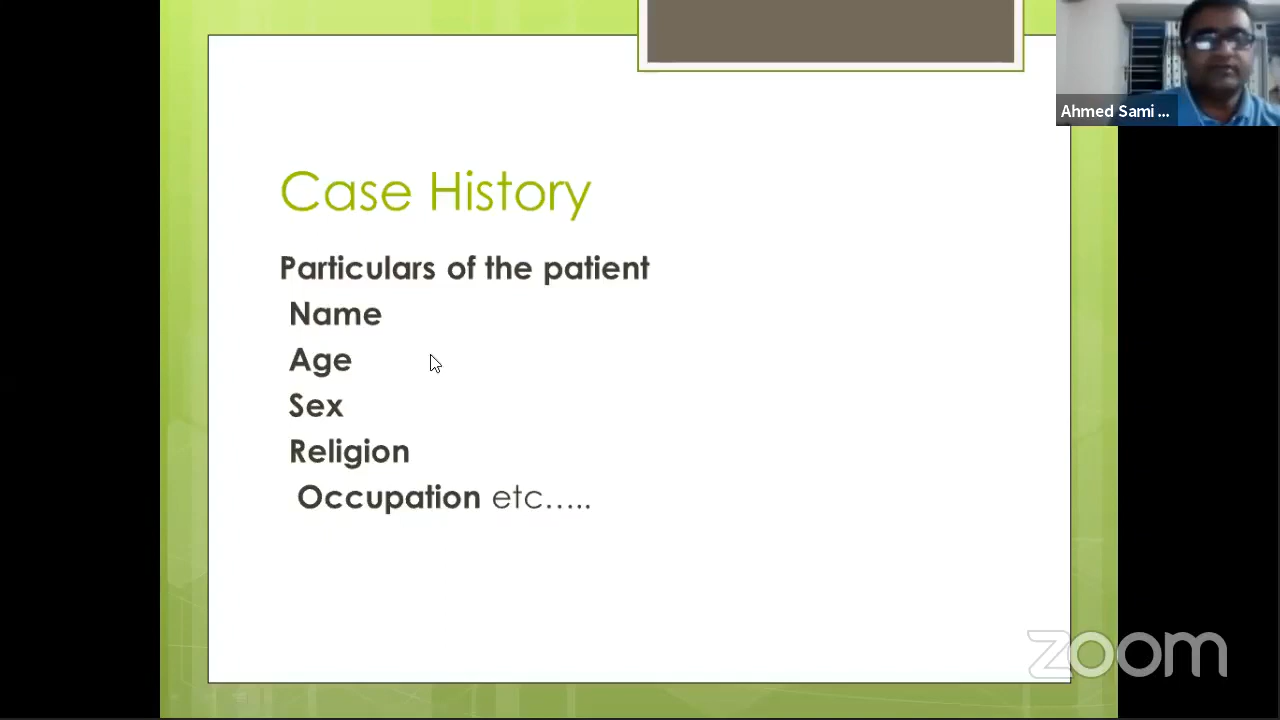 Case History
Particulars of the patient
Name
Age
Sex
Religion
Occupation etc…..
Ahmed Sami ...
zoom